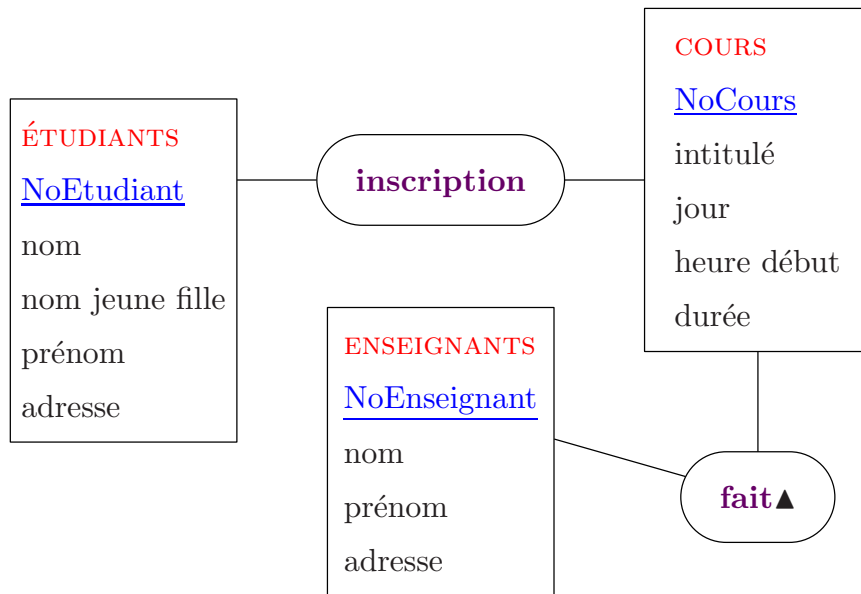 ÉTUDIANTS
NoEtudiant
nom
nom jeune fille
prénom
adresse
inscription
COURS
NoCours
intitulé
jour
heure début
durée
ENSEIGNANTS
NoEnseignant
nom
prénom
adresse
fait▲